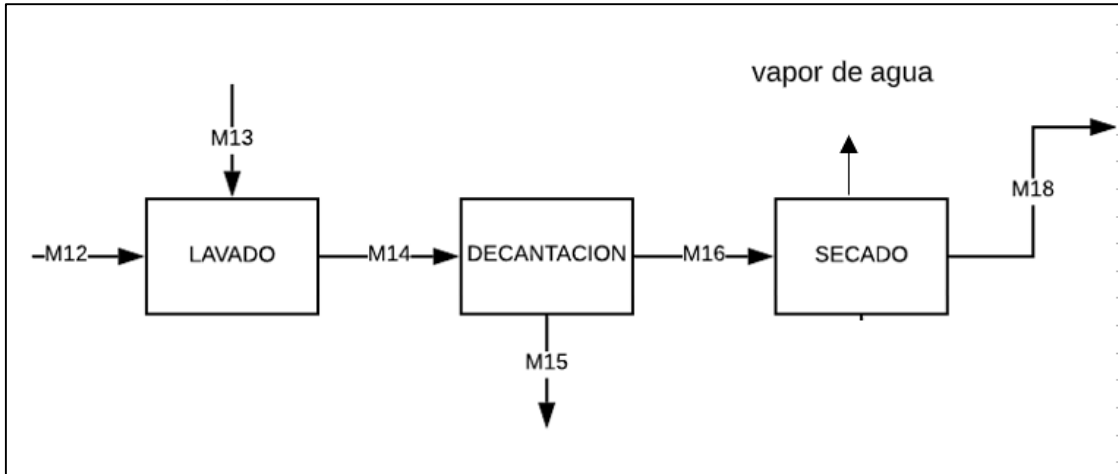 vapor de agua
M13
M18
M12
LAVADO
M14
DECANTACION
M16
SECADO
M15